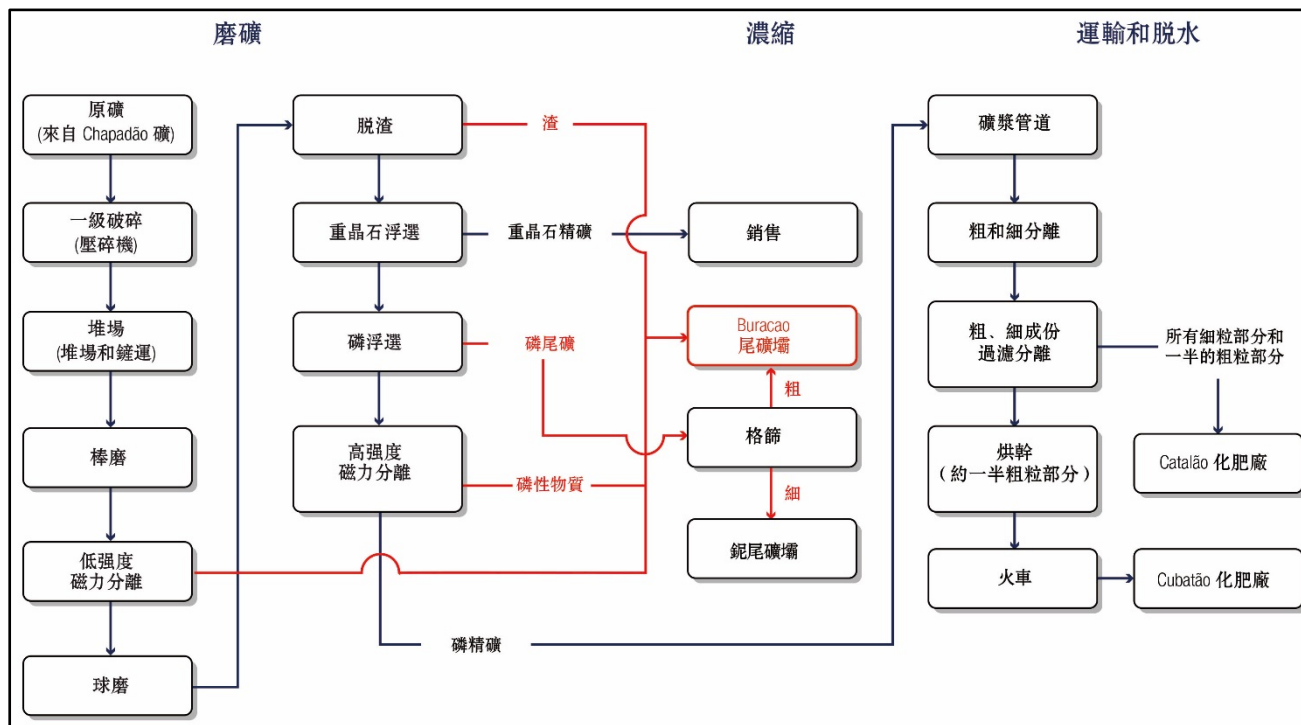 磨礦
濃縮
運輸和脱水
原礦
(來自 Chapadão 礦)
一級破碎
(壓碎機)
堆場
(堆場和鏟運)
棒磨
低强度
磁力分離
球磨
脱渣
渣
重晶石浮選
重晶石精礦
銷售
磷浮選
磷尾礦
Buracao
尾礦壩
粗
格篩
細
鈮尾礦壩
高强度
磁力分離
磁性物質
磷精礦
礦漿管道
粗和細分離
粗、細成份
過濾分離
所有細粒部分和
一半的粗粒部分
烘幹
(約一半粗粒部分)
Catalão 化肥廠
火車
Cubatão 化肥廠